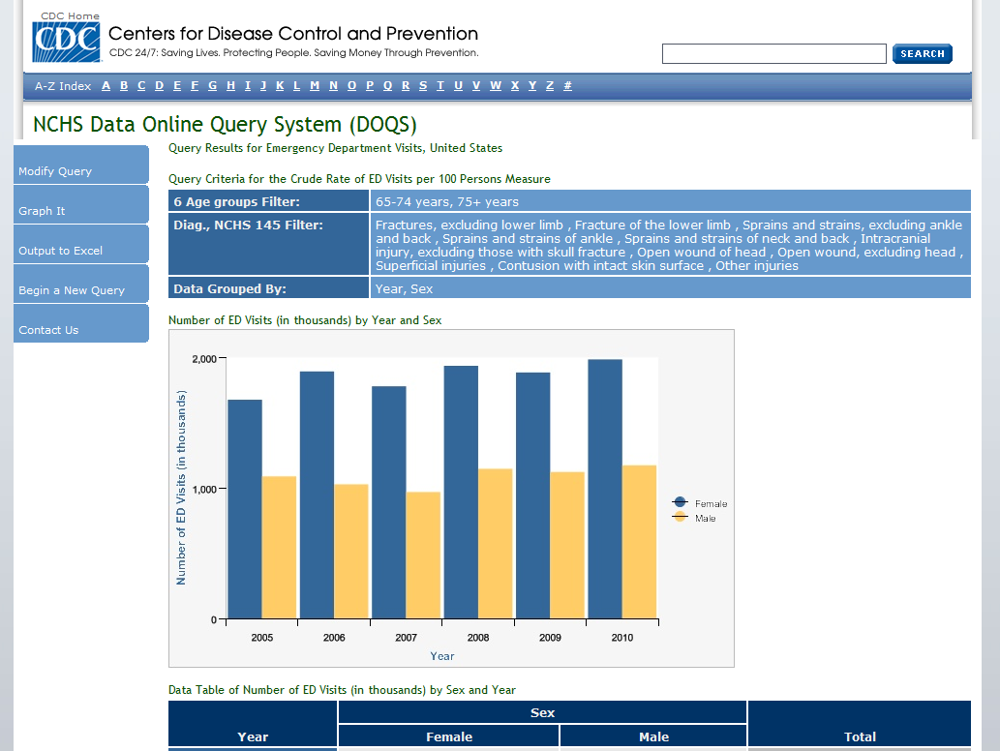 CDC Home
CDC
Centers for Disease Control and Prevention
CDC 24/7: Saving Lives. Protecting People. Saving Money Through Prevention.
SEARCH
A-Z Index A B C D E F G H I J K L M N O P Q R S T U V W X Y Z #
NCHS Data Online Query System (DOQS)
Modify Query
Graph It
Output to Excel
Begin a New Query
Contact Us
Query Results for Emergency Department Visits, United States
Query Criteria for the Crude Rate of ED Visits per 100 Persons Measure
6 Age groups Filter: 65-74 years, 75+ years
Diag., NCHS 145 Filter: Fractures, excluding lower limb , Fracture of the lower limb , Sprains and strains, excluding ankle
and back , Sprains and strains of ankle , Sprains and strains of neck and back , Intracranial
injury, excluding those with skull fracture , Open wound of head , Open wound, excluding head ,
Superficial injuries , Contusion with intact skin surface , Other injuries
Data Grouped By: Year, Sex
Number of ED Visits (in thousands) by Year and Sex
Number of ED Visits (in thousands)
2,000
1,000
0
2005 2006 2007 2008 2009 2010
Year
Female
Male
Data Table of Number of ED Visits (in thousands) by Sex and Year
Sex
Year Female Male Total